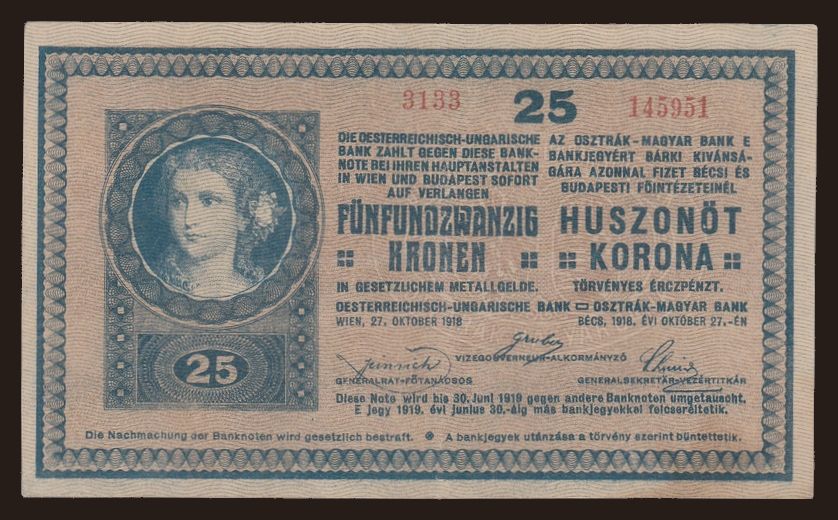 3133 25 145951
DIE OESTERREICHISCH-UNGARISCHE
BANK ZAHLT GEGEN DIESE BANK-
NOTE BEI IHREN HAUPTANSTALTEN
IN WIEN UND BUDAPEST SOFORT
AUF VERLANGEN
FÜNFUNDZWANZIG
KRONEN
IN GESETZLICHEM METALLGELDE.
AZ OSZTRÁK-MAGYAR BANK E
BANKJEGYÉRT BÁRKI KIVÁNSÁ-
GÁRA AZONNAL FIZET BÉCSI ÉS
BUDAPESTI FŐINTÉZETEINÉL
HUSZONÖT
KORONA
TÖRVÉNYES ÉRCZPÉNZT.
OESTERREICHISCH-UNGARISCHE BANK OSZTRÁK-MAGYAR BANK
WIEN, 27. OKTOBER 1918 BÉCS, 1918. ÉVI OKTÓBER 27.-ÉN
Gruber
VIZEGOUVERNEUR-ALKORMÁNYZÓ
GENERALRAT-FŐTANÁCSOS GENERALSEKRETÄR-VEZÉRTITKÁR
25
Diese Note wird bis 30. Juni 1919 gegen andere Banknoten umgetauscht.
E jegy 1919. évi junius 30.-áig más bankjegyekkel felcseréltetik.
Die Nachmachung der Banknoten wird gesetzlich bestraft. A bankjegyek utánzása a törvény szerint büntettetik.